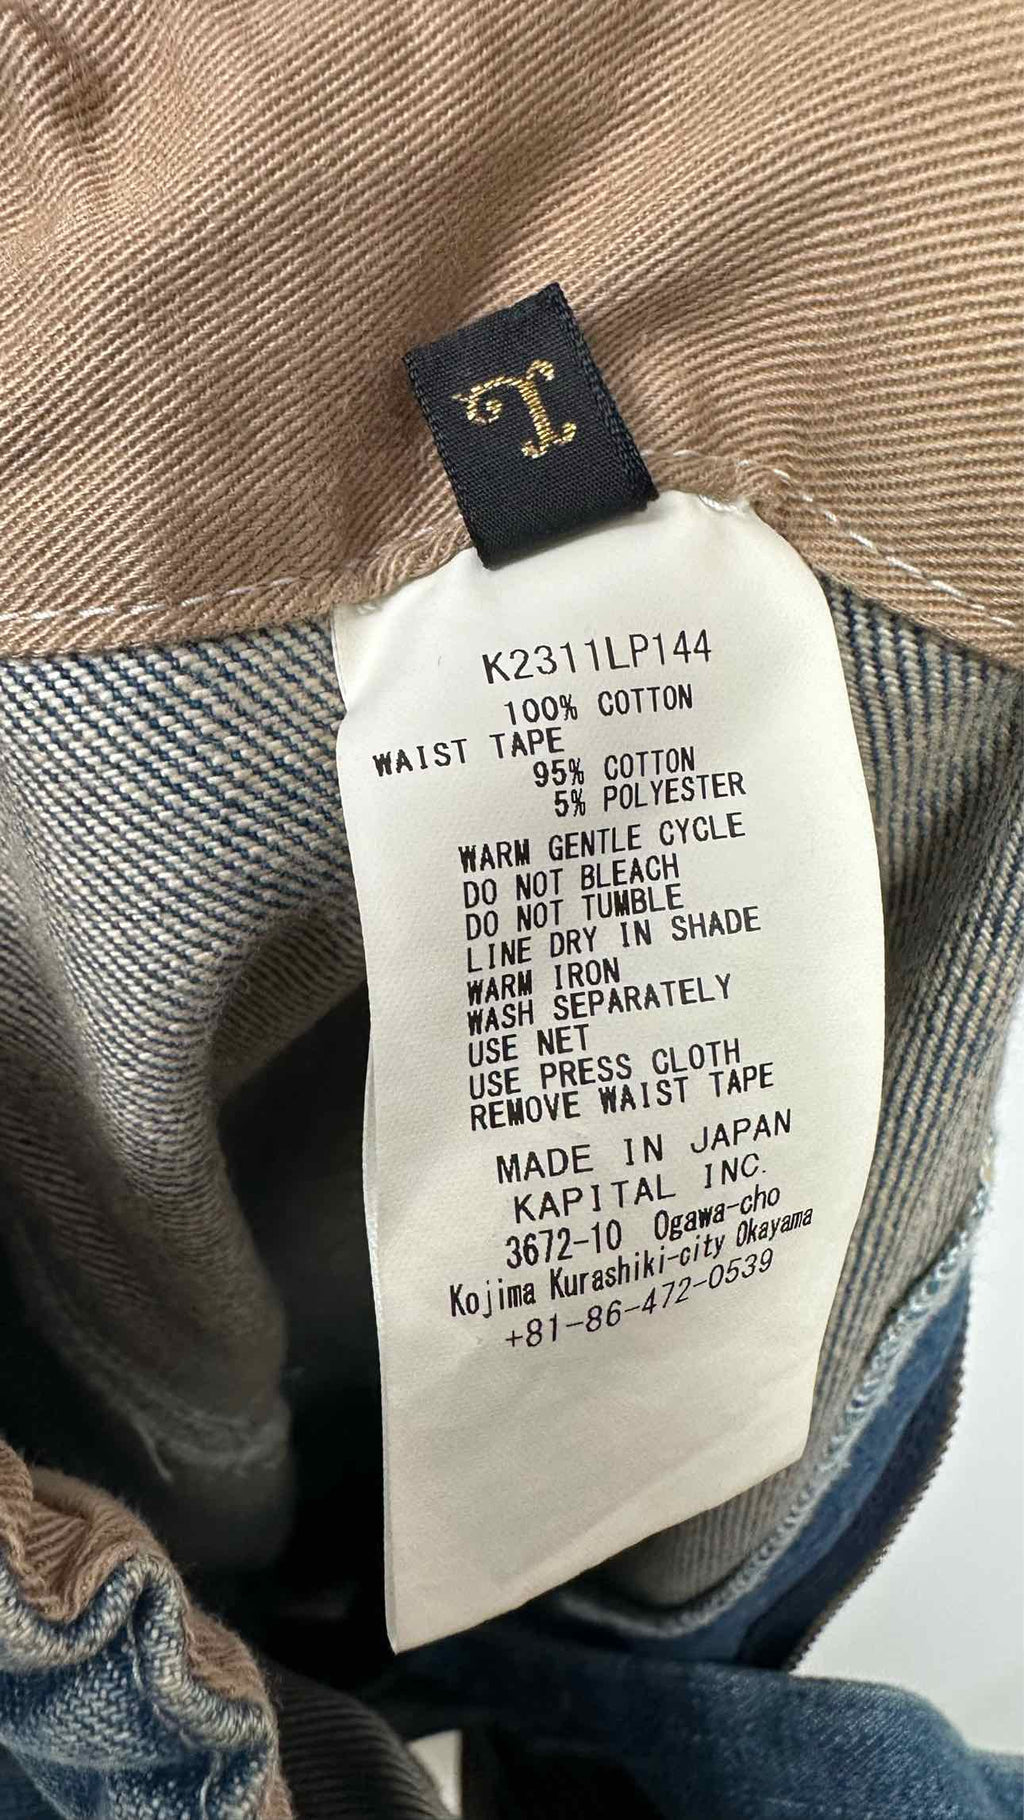 K2311LP144
100% COTTON
WAIST TAPE
95% COTTON
5% POLYESTER
WARM GENTLE CYCLE
DO NOT BLEACH
DO NOT TUMBLE
LINE DRY IN SHADE
WARM IRON
WASH SEPARATELY
USE NET
USE PRESS CLOTH
REMOVE WAIST TAPE
MADE IN JAPAN
KAPITAL INC.
3672-10 Ogawa-cho
Kojima Kurashiki-city Okayama
+81-86-472-0539